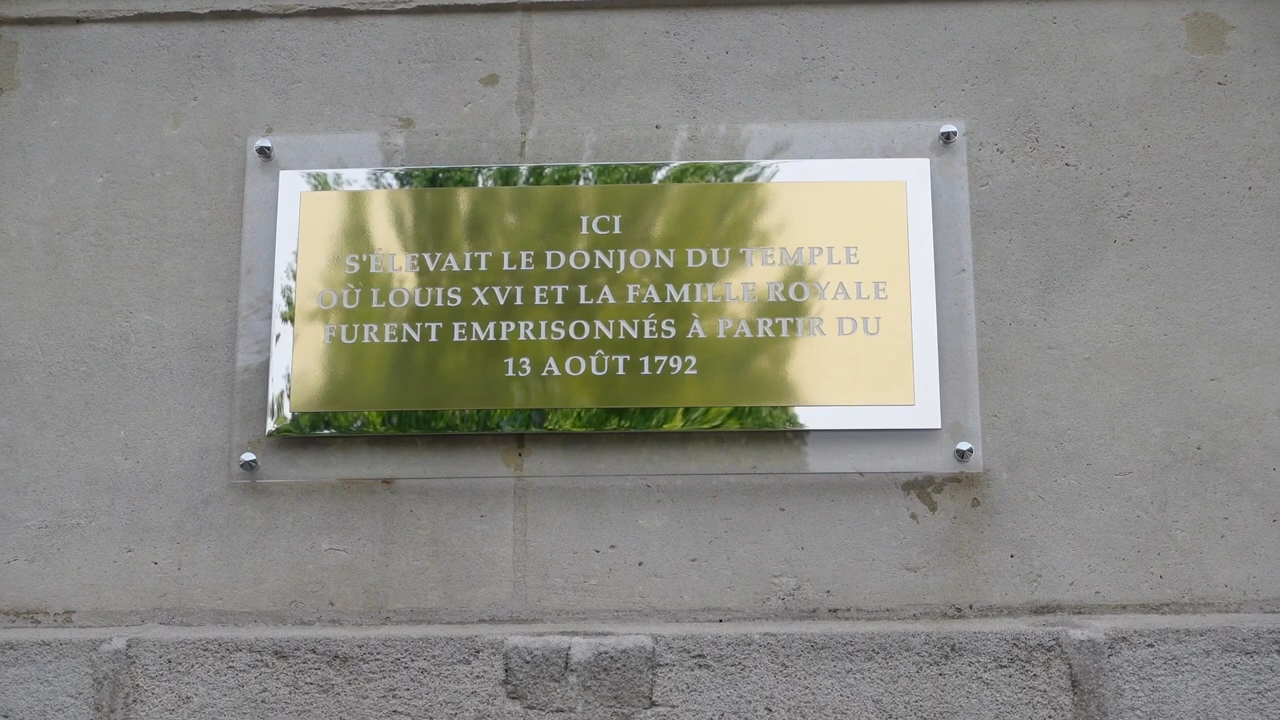 ICI
S'ÉLEVAIT LE DONJON DU TEMPLE
OÙ LOUIS XVI ET LA FAMILLE ROYALE
FURENT EMPRISONNÉS À PARTIR DU
13 AOÛT 1792